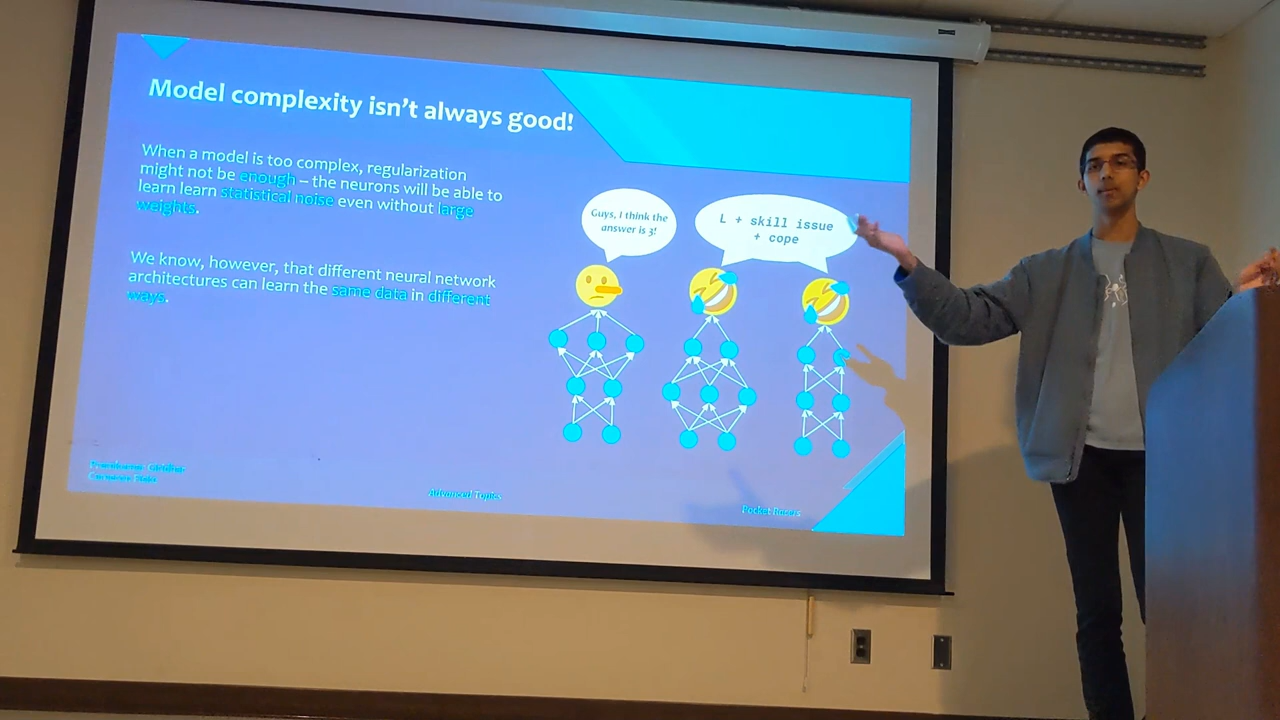 Model complexity isn't always good!
When a model is too complex, regularization
might not be enough – the neurons will be able to
learn learn statistical noise even without large
weights.
We know, however, that different neural network
architectures can learn the same data in different
ways.
Guys, I think the
answer is 3!
L + skill issue
+ cope
Advanced Topics
Pocket Racers